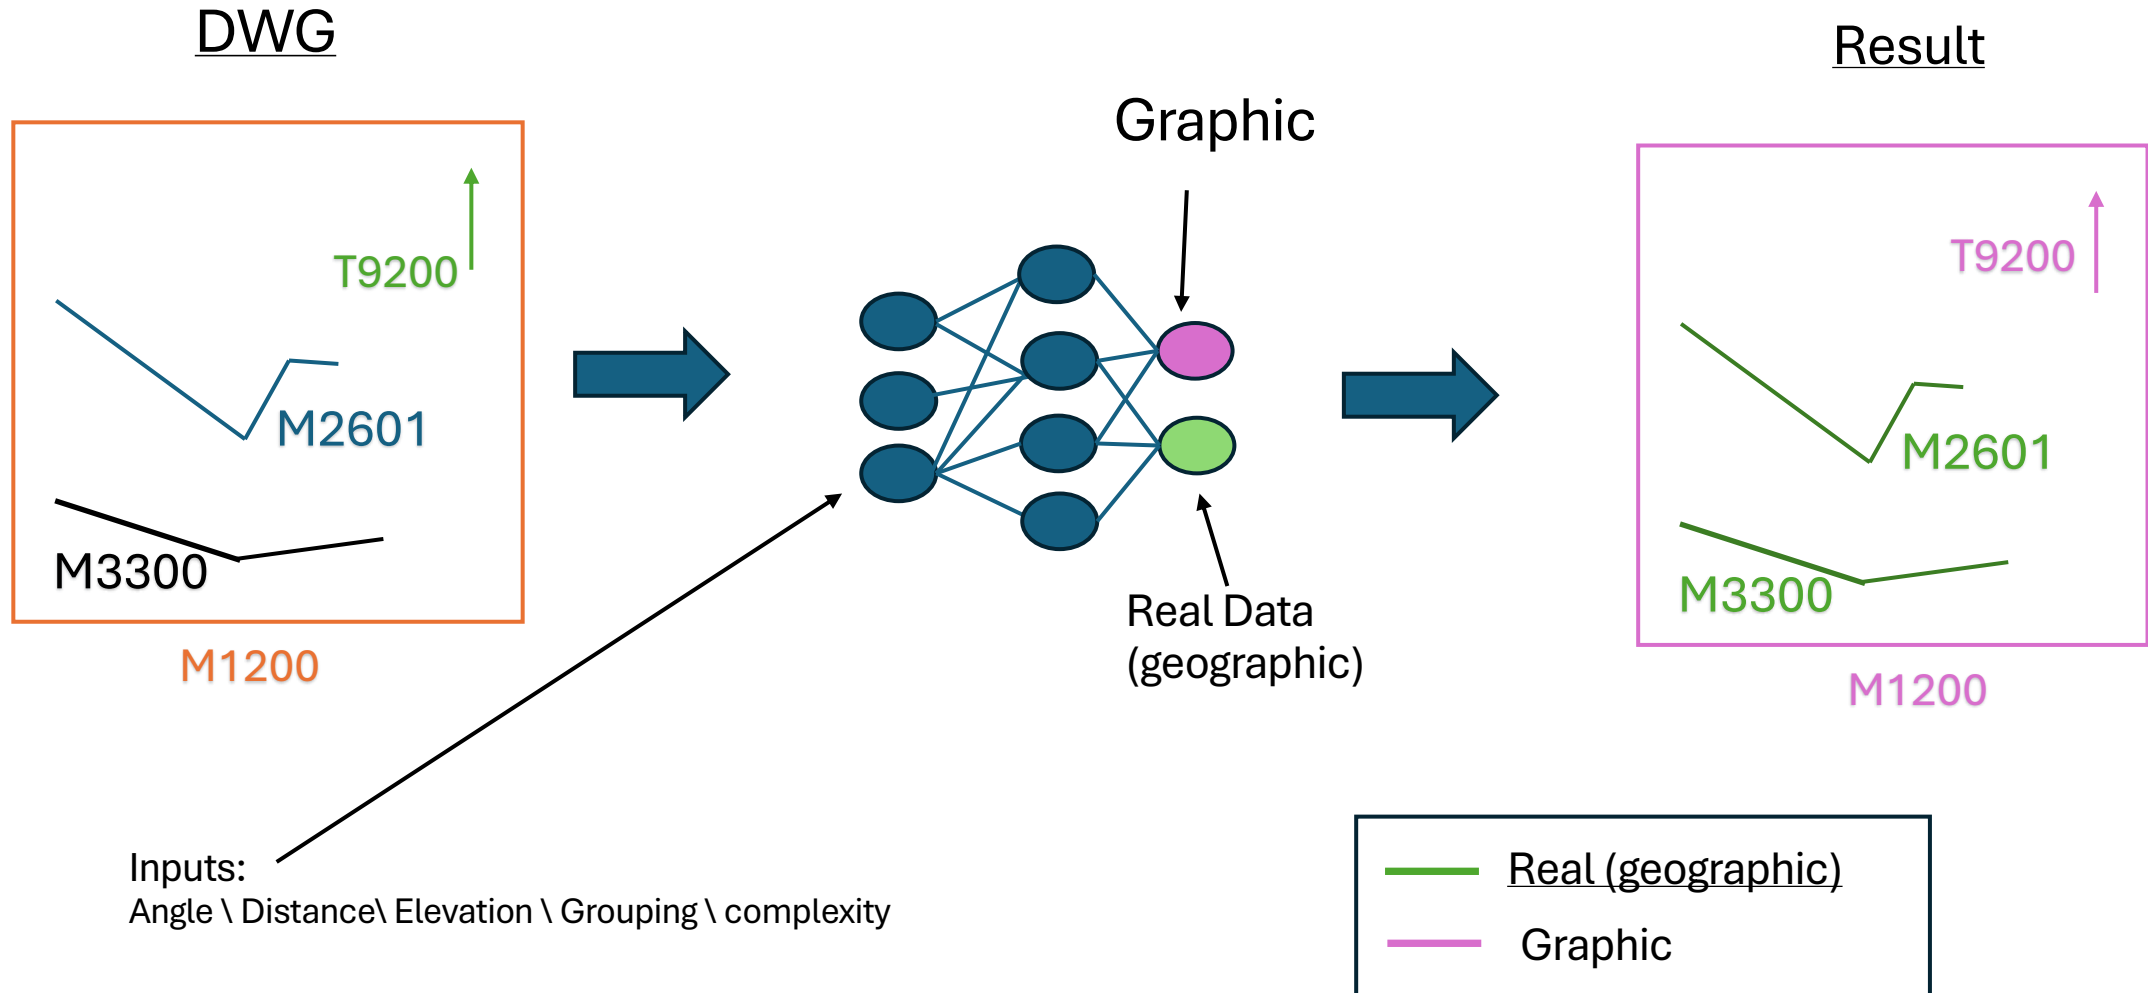 DWG
Result
Graphic
T9200
T9200
M2601
M2601
M3300
M3300
Real Data
(geographic)
M1200
M1200
Inputs:
Angle \ Distance\ Elevation \ Grouping \ complexity
Real (geographic)
Graphic